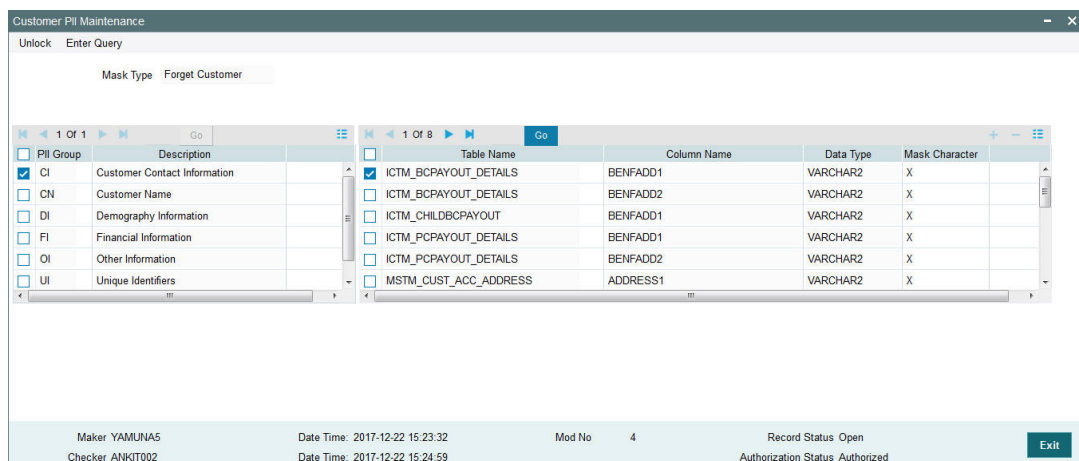 Customer PII Maintenance
Unlock Enter Query
Mask Type Forget Customer
1 Of 1 Go
PII Group Description
CI Customer Contact Information
CN Customer Name
DI Demography Information
FI Financial Information
OI Other Information
UI Unique Identifiers
1 Of 8 Go
Table Name Column Name Data Type Mask Character
ICTM_BCPAYOUT_DETAILS BENFADD1 VARCHAR2 X
ICTM_BCPAYOUT_DETAILS BENFADD2 VARCHAR2 X
ICTM_CHILDBCPAYOUT BENFADD1 VARCHAR2 X
ICTM_PCPAYOUT_DETAILS BENFADD1 VARCHAR2 X
ICTM_PCPAYOUT_DETAILS BENFADD2 VARCHAR2 X
MSTM_CUST_ACC_ADDRESS ADDRESS1 VARCHAR2 X
Maker YAMUNA5 Date Time: 2017-12-22 15:23:32 Mod No 4 Record Status Open
Checker ANKIT002 Date Time: 2017-12-22 15:24:59 Authorization Status Authorized
Exit